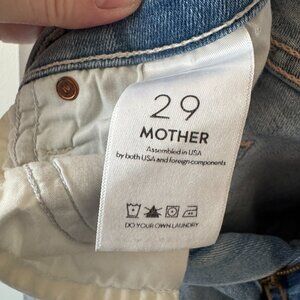 29
MOTHER
Assembled in USA
by both USA and foreign components
DO YOUR OWN LAUNDRY